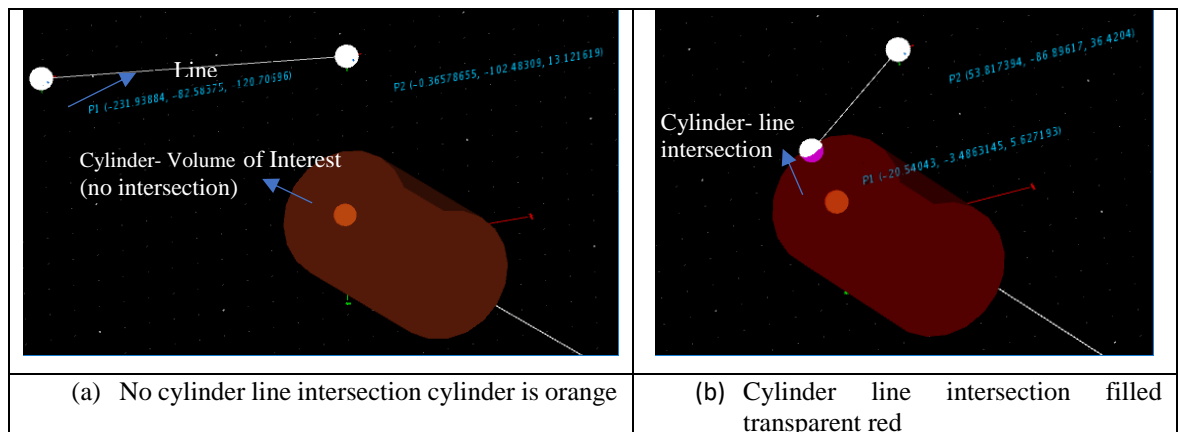 Line
P1 (-231.93884, -82.58375, -120.70596)
P2 (-0.36578655, -102.48309, 13.121619)
Cylinder- Volume of Interest
(no intersection)
P2 (53.817394, -86.89617, 36.4204)
Cylinder- line
intersection
P1 (-20.54043, -3.4863145, 5.627193)
(a) No cylinder line intersection cylinder is orange
(b) Cylinder line intersection filled
transparent red